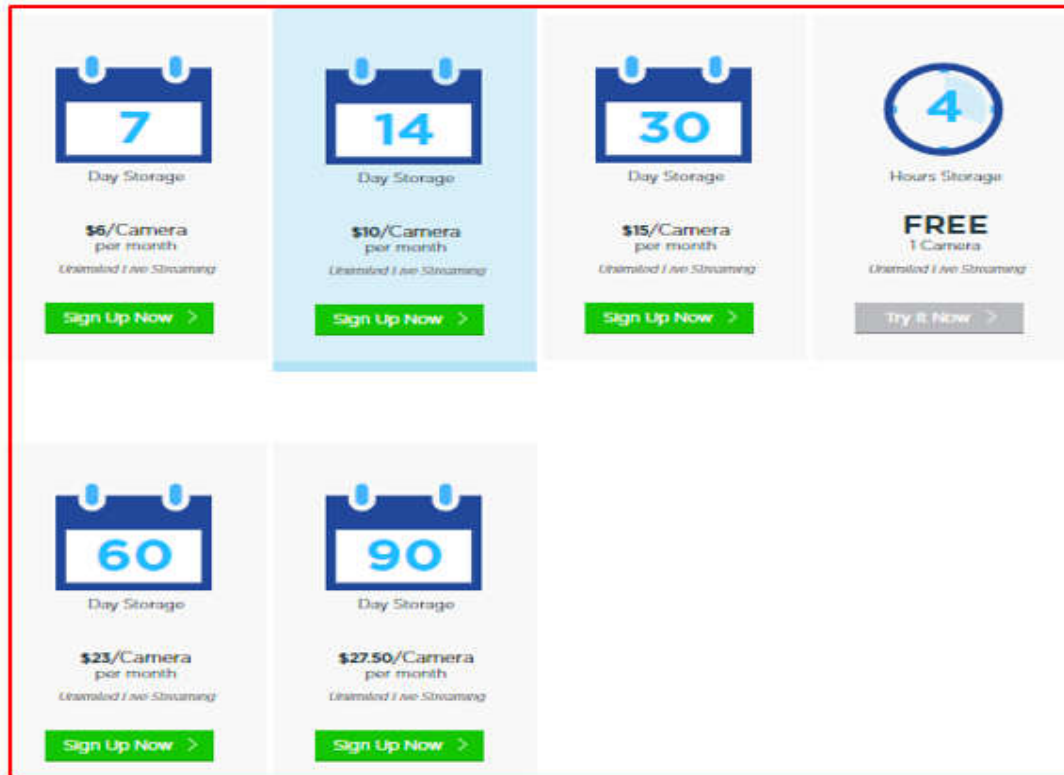 7
Day Storage
$6/Camera
per month
Unlimited Live Streaming
Sign Up Now >
14
Day Storage
$10/Camera
per month
Unlimited Live Streaming
Sign Up Now >
30
Day Storage
$15/Camera
per month
Unlimited Live Streaming
Sign Up Now >
4
Hours Storage
FREE
1 Camera
Unlimited Live Streaming
Try It Now >
60
Day Storage
$23/Camera
per month
Unlimited Live Streaming
Sign Up Now >
90
Day Storage
$27.50/Camera
per month
Unlimited Live Streaming
Sign Up Now >